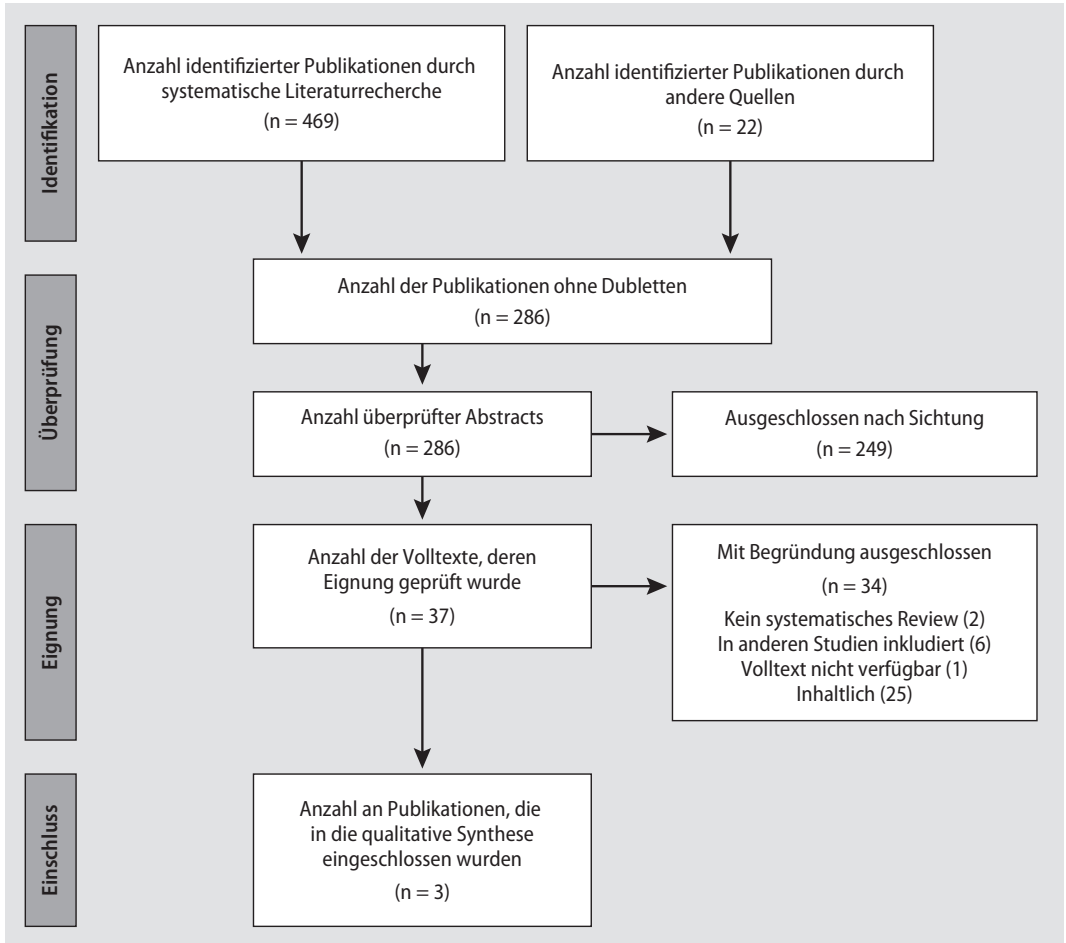 Identifikation
Anzahl identifizierter Publikationen durch
systematische Literaturrecherche
(n = 469)
Anzahl identifizierter Publikationen durch
andere Quellen
(n = 22)
Überprüfung
Anzahl der Publikationen ohne Dubletten
(n = 286)
Anzahl überprüfter Abstracts
(n = 286)
Ausgeschlossen nach Sichtung
(n = 249)
Eignung
Anzahl der Volltexte, deren
Eignung geprüft wurde
(n = 37)
Mit Begründung ausgeschlossen
(n = 34)
Kein systematisches Review (2)
In anderen Studien inkludiert (6)
Volltext nicht verfügbar (1)
Inhaltlich (25)
Einschluss
Anzahl an Publikationen, die
in die qualitative Synthese
eingeschlossen wurden
(n = 3)